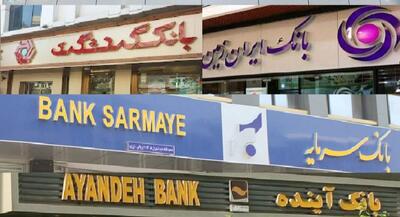 بانک گردشگری
بانک ایران زمین
BANK SARMAYE
بانک سرمایه
AYANDEH BANK
بانک آینده